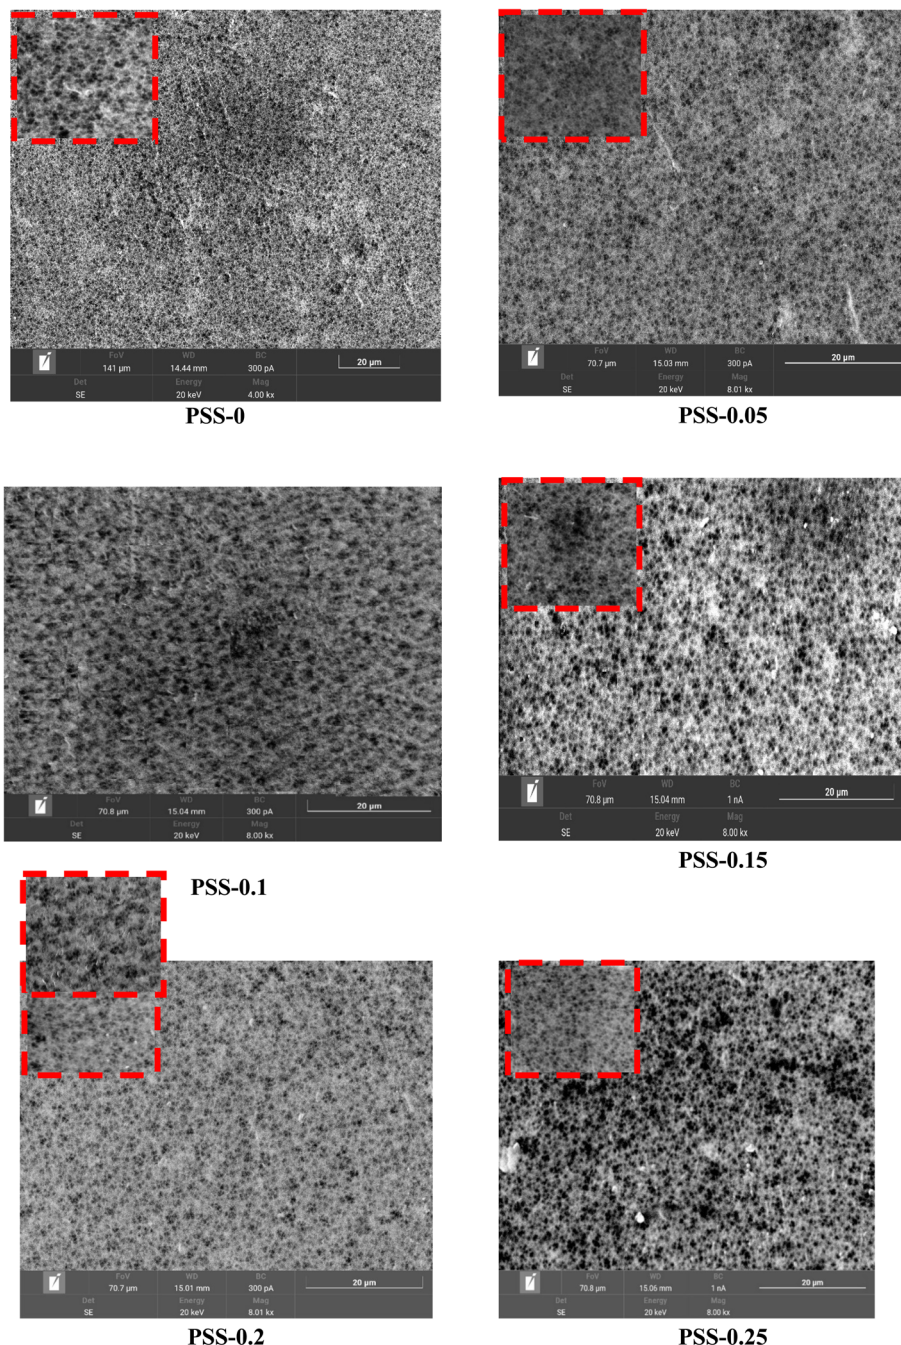 FoV WD BC
141 µm 14.44 mm 300 pA 20 µm
Det Energy Mag
SE 20 keV 4.00 kx
PSS-0
FoV WD BC
70.7 µm 15.03 mm 300 pA 20 µm
Det Energy Mag
SE 20 keV 8.01 kx
PSS-0.05
FoV WD BC
70.8 µm 15.04 mm 300 pA 20 µm
Det Energy Mag
SE 20 keV 8.00 kx
PSS-0.1
FoV WD BC
70.8 µm 15.04 mm 1 nA 20 µm
Det Energy Mag
SE 20 keV 8.00 kx
PSS-0.15
FoV WD BC
70.7 µm 15.01 mm 300 pA 20 µm
Det Energy Mag
SE 20 keV 8.01 kx
PSS-0.2
FoV WD BC
70.8 µm 15.06 mm 1 nA 20 µm
Det Energy Mag
SE 20 keV 8.00 kx
PSS-0.25